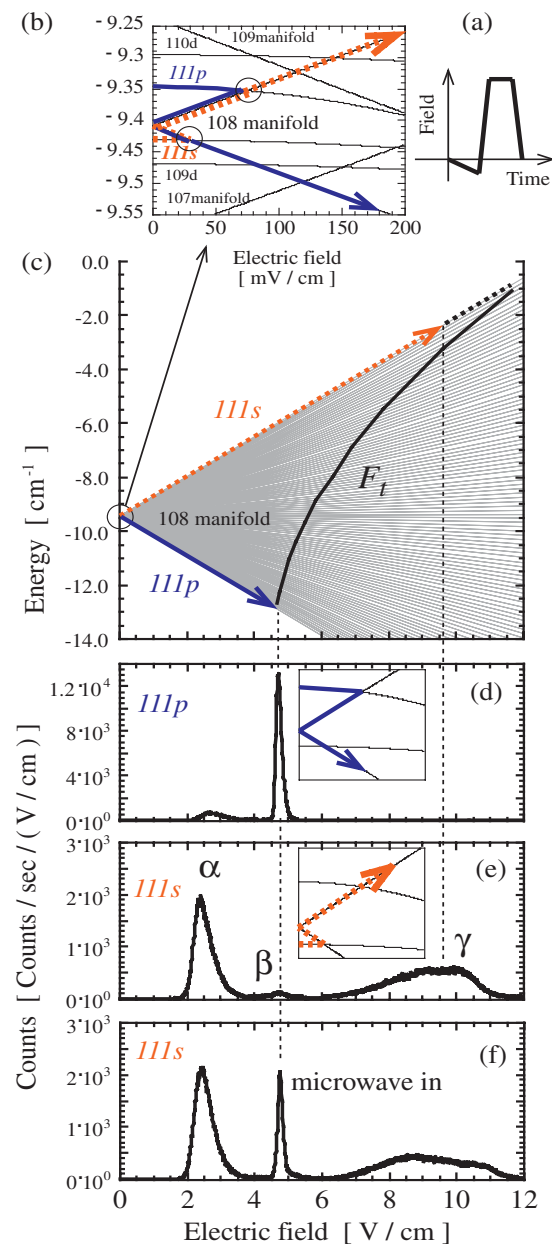 (b)
(a)
- 9.25
- 9.3
- 9.35
- 9.4
- 9.45
- 9.5
- 9.55
110d
109manifold
111p
108 manifold
111s
109d
107manifold
0
50
100
150
200
Electric field
[ mV / cm ]
Field
Time
(c)
0.0
-2.0
-4.0
-6.0
-8.0
-10.0
-12.0
-14.0
Energy [ cm-1 ]
111s
Ft
108 manifold
111p
(d)
111p
1.2•10⁴
8•10³
4•10³
0•10⁰
(e)
111s
3•10³
2•10³
1•10³
0•10⁰
α
β
γ
(f)
111s
3•10³
2•10³
1•10³
0•10⁰
microwave in
Counts [ Counts / sec / ( V / cm ) ]
0
2
4
6
8
10
12
Electric field [ V / cm ]